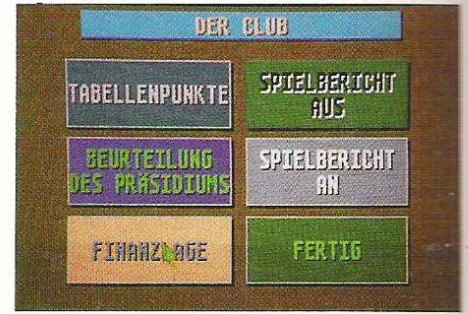 DER CLUB
TABELLENPUNKTE
SPIELBERICHT
AUS
BEURTEILUNG
DES PRÄSIDIUMS
SPIELBERICHT
AN
FINANZLAGE
FERTIG